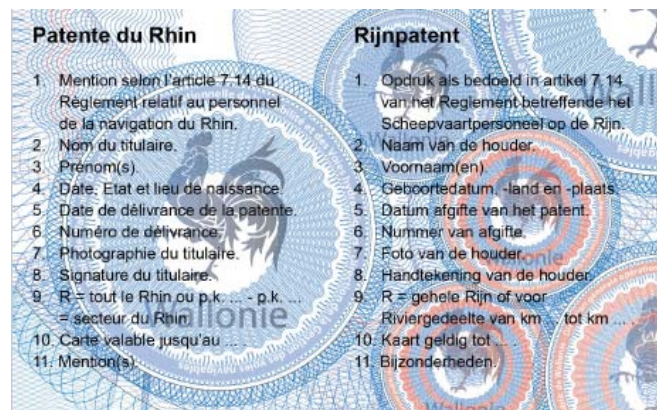 Patente du Rhin
1. Mention selon l'article 7.14 du
Règlement relatif au personnel
de la navigation du Rhin.
2. Nom du titulaire.
3. Prénom(s).
4. Date, Etat et lieu de naissance.
5. Date de délivrance de la patente.
6. Numéro de délivrance.
7. Photographie du titulaire.
8. Signature du titulaire.
9. R = tout le Rhin ou p.k. ... - p.k. ...
= secteur du Rhin
10. Carte valable jusqu'au ... .
11. Mention(s).
Rijnpatent
1. Opdruk als bedoeld in artikel 7.14
van het Reglement betreffende het
Scheepvaartpersoneel op de Rijn.
2. Naam van de houder.
3. Voornaam(en).
4. Geboortedatum, -land en -plaats.
5. Datum afgifte van het patent.
6. Nummer van afgifte.
7. Foto van de houder.
8. Handtekening van de houder.
9. R = gehele Rijn of voor
Riviergedeelte van km ... tot km ... .
10. Kaart geldig tot ... .
11. Bijzonderheden.
Wallonie
Wallonie
Wallonie